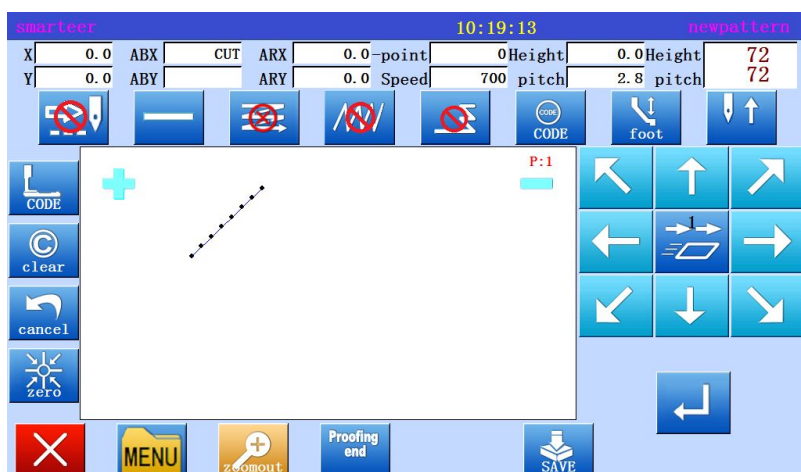 smarteer 10:19:13 newpattern
X 0.0 ABX CUT ARX 0.0 -point 0 Height 0.0 Height 72
Y 0.0 ABY ARY 0.0 Speed 700 pitch 2.8 pitch 72
CODE
CODE
foot
P:1
CODE
1
C
clear
cancel
zero
MENU
zoomout
Proofing
end
SAVE